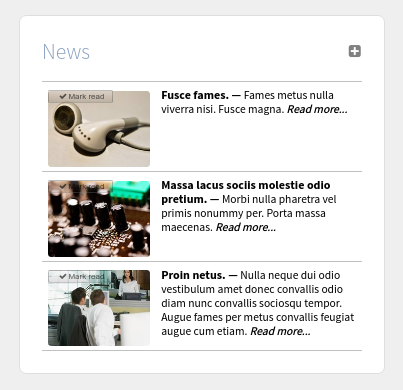 News
Mark read
Fusce fames. — Fames metus nulla
viverra nisi. Fusce magna. Read more...
Mark read
Massa lacus sociis molestie odio
pretium. — Morbi nulla pharetra vel
primis nonummy per. Porta massa
maecenas. Read more...
Mark read
Proin netus. — Nulla neque dui odio
vestibulum amet donec convallis odio
diam nunc convallis sociosqu tempor.
Augue fames per metus convallis feugiat
augue cum etiam. Read more...